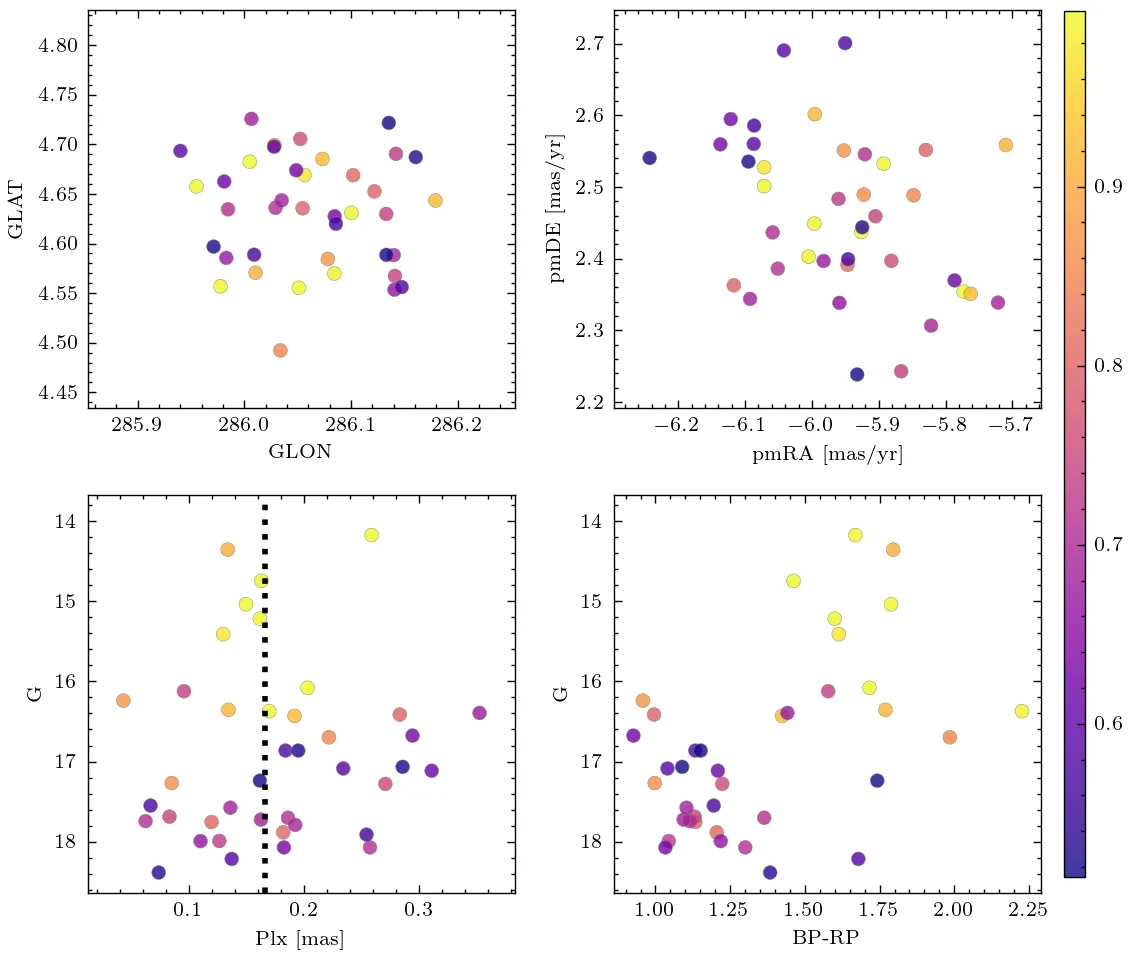 4.80
4.75
4.70
4.65
4.60
4.55
4.50
4.45
GLAT
285.9 286.0 286.1 286.2
GLON
2.7
2.6
2.5
2.4
2.3
2.2
pmDE [mas/yr]
−6.2 −6.1 −6.0 −5.9 −5.8 −5.7
pmRA [mas/yr]
0.9
0.8
0.7
0.6
14
15
16
17
18
G
0.1 0.2 0.3
Plx [mas]
14
15
16
17
18
G
1.00 1.25 1.50 1.75 2.00 2.25
BP-RP